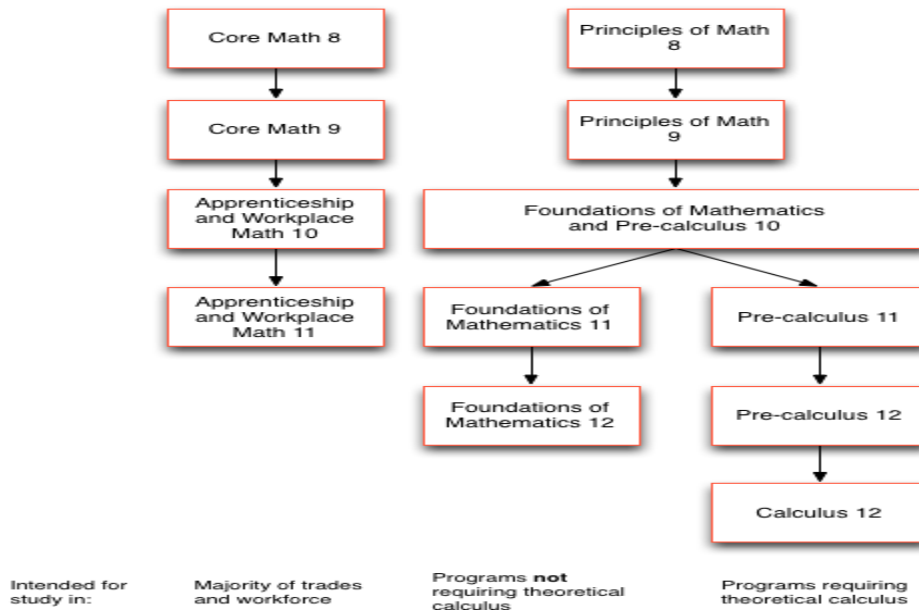 Core Math 8
Principles of Math
8
Core Math 9
Principles of Math
9
Apprenticeship
and Workplace
Math 10
Foundations of Mathematics
and Pre-calculus 10
Apprenticeship
and Workplace
Math 11
Foundations of
Mathematics 11
Pre-calculus 11
Foundations of
Mathematics 12
Pre-calculus 12
Calculus 12
Intended for
study in:
Majority of trades
and workforce
Programs not
requiring theoretical
calculus
Programs requiring
theoretical calculus